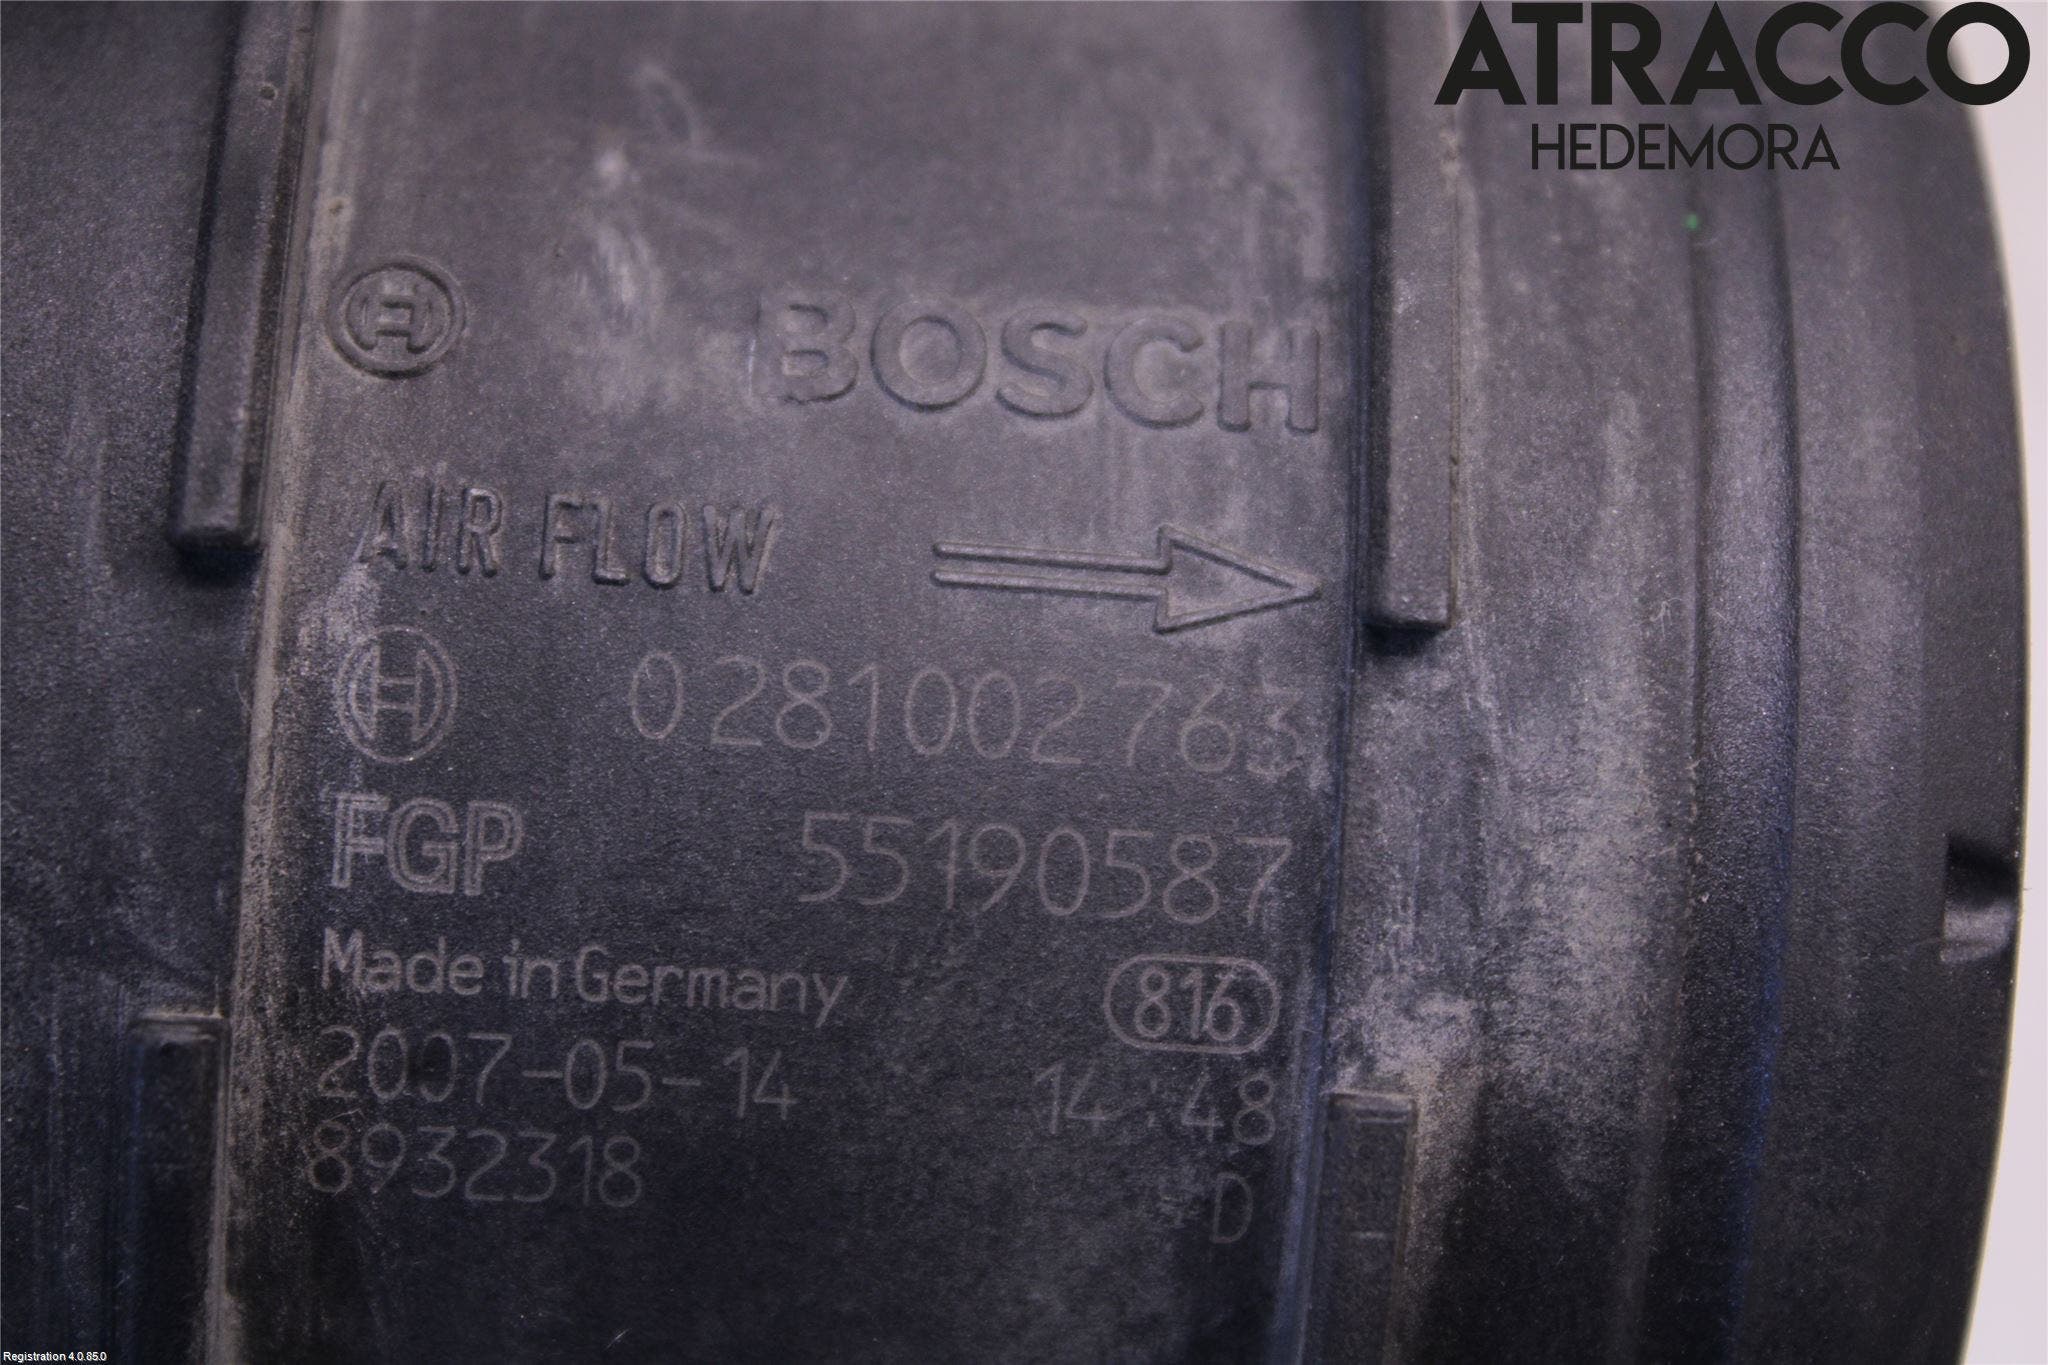 ATRACCO
HEDEMORA
BOSCH
AIR FLOW
0281002763
FGP 55190587
Made in Germany 816
2007-05-14 14:48
8932318
D
Registration 4.0.85.0